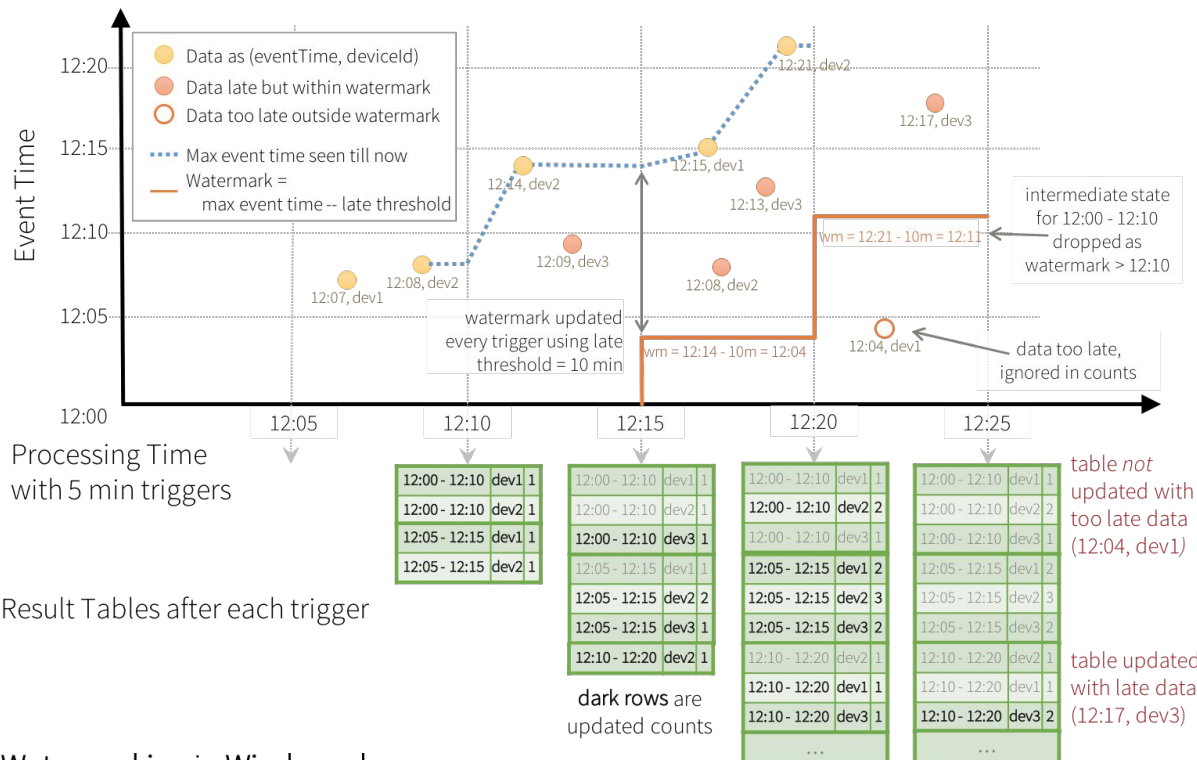 Data as (eventTime, deviceId)
Data late but within watermark
Data too late outside watermark
Max event time seen till now
Watermark =
max event time -- late threshold
Event Time
12:20
12:15
12:10
12:05
12:00
12:07, dev1
12:08, dev2
12:14, dev2
12:09, dev3
12:15, dev1
12:13, dev3
12:08, dev2
12:21, dev2
12:17, dev3
12:04, dev1
watermark updated
every trigger using late
threshold = 10 min
wm = 12:14 - 10m = 12:04
wm = 12:21 - 10m = 12:11
intermediate state
for 12:00 - 12:10
dropped as
watermark > 12:10
data too late,
ignored in counts
12:05
12:10
12:15
12:20
12:25
Processing Time
with 5 min triggers
Result Tables after each trigger
12:00 - 12:10 dev1 1
12:00 - 12:10 dev2 1
12:05 - 12:15 dev1 1
12:05 - 12:15 dev2 1
12:00 - 12:10 dev1 1
12:00 - 12:10 dev2 1
12:00 - 12:10 dev3 1
12:05 - 12:15 dev1 1
12:05 - 12:15 dev2 2
12:05 - 12:15 dev3 1
12:10 - 12:20 dev2 1
dark rows are
updated counts
12:00 - 12:10 dev1 1
12:00 - 12:10 dev2 2
12:00 - 12:10 dev3 1
12:05 - 12:15 dev1 2
12:05 - 12:15 dev2 3
12:05 - 12:15 dev3 2
12:10 - 12:20 dev2 1
12:10 - 12:20 dev1 1
12:10 - 12:20 dev3 1
...
12:00 - 12:10 dev1 1
12:00 - 12:10 dev2 2
12:00 - 12:10 dev3 1
12:05 - 12:15 dev1 2
12:05 - 12:15 dev2 3
12:05 - 12:15 dev3 2
12:10 - 12:20 dev2 1
12:10 - 12:20 dev1 1
12:10 - 12:20 dev3 2
...
table not
updated with
too late data
(12:04, dev1)
table updated
with late data
(12:17, dev3)